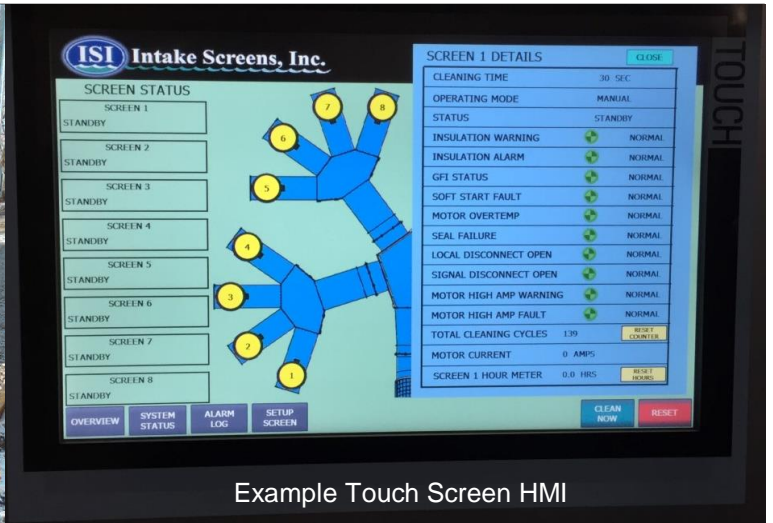 ISI Intake Screens, Inc.
SCREEN STATUS
SCREEN 1
STANDBY
SCREEN 2
STANDBY
SCREEN 3
STANDBY
SCREEN 4
STANDBY
SCREEN 5
STANDBY
SCREEN 6
STANDBY
SCREEN 7
STANDBY
SCREEN 8
STANDBY
7
8
6
5
4
3
2
1
SCREEN 1 DETAILS
CLOSE
CLEANING TIME 30 SEC
OPERATING MODE MANUAL
STATUS STANDBY
INSULATION WARNING NORMAL
INSULATION ALARM NORMAL
GFI STATUS NORMAL
SOFT START FAULT NORMAL
MOTOR OVERTEMP NORMAL
SEAL FAILURE NORMAL
LOCAL DISCONNECT OPEN NORMAL
SIGNAL DISCONNECT OPEN NORMAL
MOTOR HIGH AMP WARNING NORMAL
MOTOR HIGH AMP FAULT NORMAL
TOTAL CLEANING CYCLES 139 RESET
COUNTER
MOTOR CURRENT 0 AMPS
SCREEN 1 HOUR METER 0.0 HRS RESET
HOURS
OVERVIEW
SYSTEM
STATUS
ALARM
LOG
SETUP
SCREEN
CLEAN
NOW
RESET
TOUCH
Example Touch Screen HMI